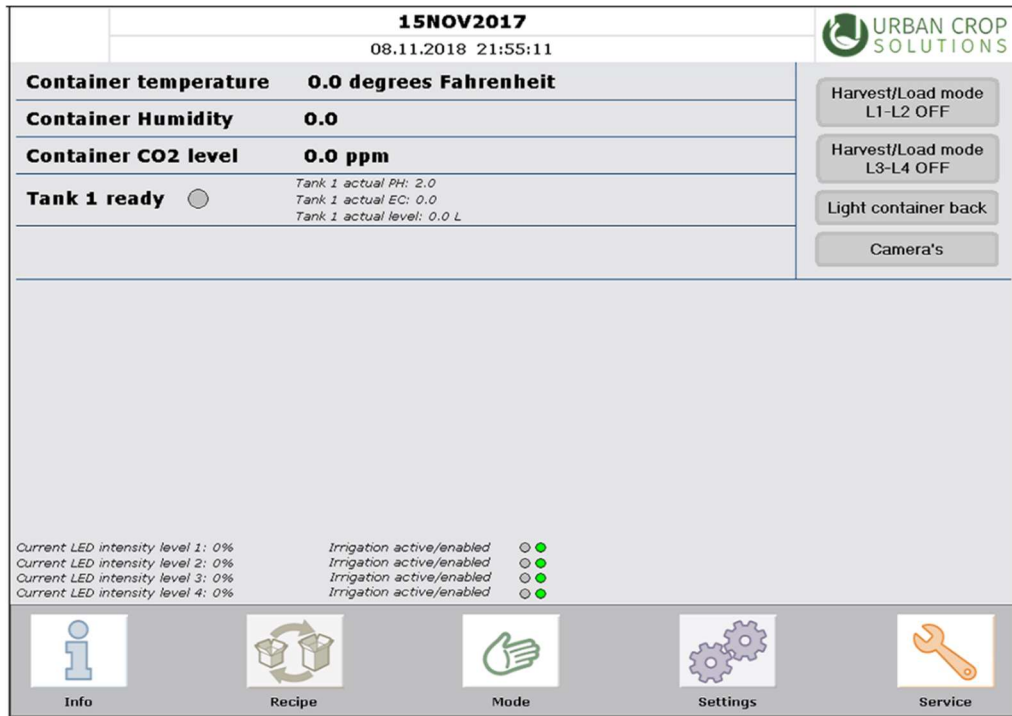 15NOV2017
08.11.2018 21:55:11
URBAN CROP
SOLUTIONS
Container temperature 0.0 degrees Fahrenheit
Container Humidity 0.0
Container CO2 level 0.0 ppm
Tank 1 ready
Tank 1 actual PH: 2.0
Tank 1 actual EC: 0.0
Tank 1 actual level: 0.0 L
Harvest/Load mode
L1-L2 OFF
Harvest/Load mode
L3-L4 OFF
Light container back
Camera's
Current LED intensity level 1: 0% Irrigation active/enabled
Current LED intensity level 2: 0% Irrigation active/enabled
Current LED intensity level 3: 0% Irrigation active/enabled
Current LED intensity level 4: 0% Irrigation active/enabled
Info Recipe Mode Settings Service